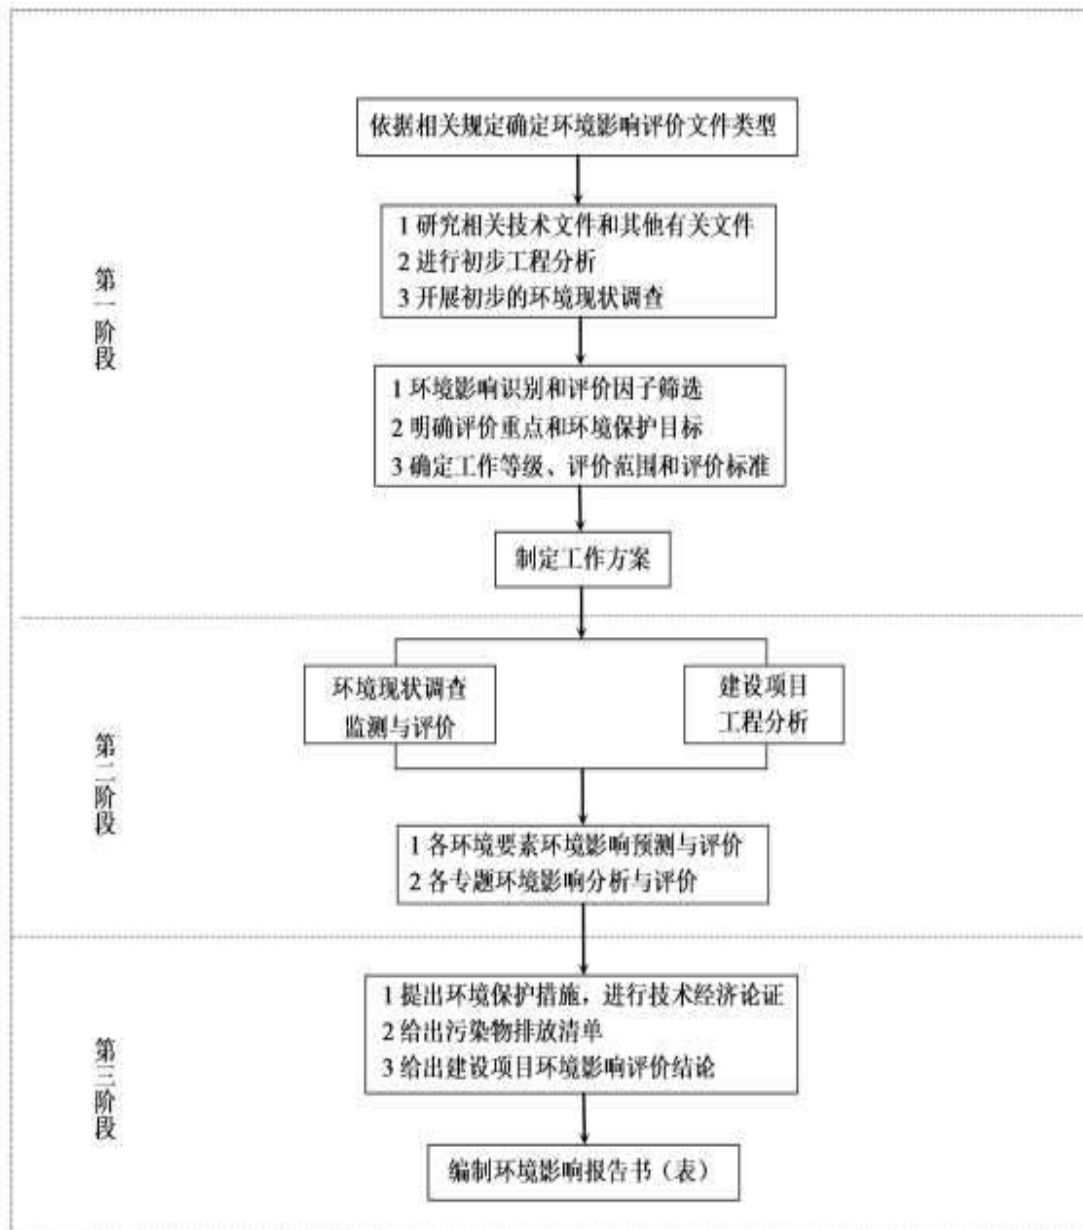 依据相关规定确定环境影响评价文件类型
1 研究相关技术文件和其他有关文件
2 进行初步工程分析
3 开展初步的环境现状调查
第一阶段
1 环境影响识别和评价因子筛选
2 明确评价重点和环境保护目标
3 确定工作等级、评价范围和评价标准
制定工作方案
环境现状调查
监测与评价
建设项目
工程分析
第二阶段
1 各环境要素环境影响预测与评价
2 各专题环境影响分析与评价
1 提出环境保护措施，进行技术经济论证
2 给出污染物排放清单
3 给出建设项目环境影响评价结论
第三阶段
编制环境影响报告书（表）